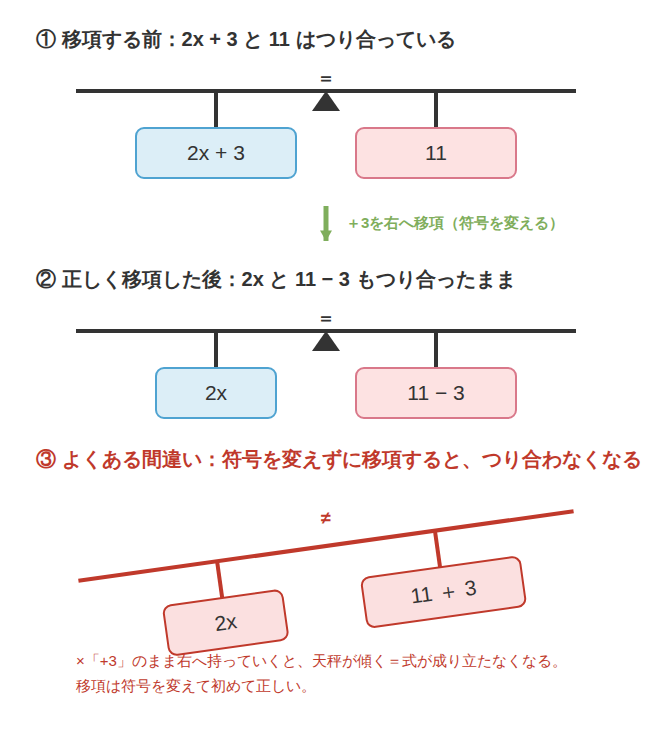 ① 移項する前：2x + 3 と 11 はつり合っている
=
2x + 3
11
＋3を右へ移項（符号を変える）
② 正しく移項した後：2x と 11 − 3 もつり合ったまま
=
2x
11 − 3
③ よくある間違い：符号を変えずに移項すると、つり合わなくなる
≠
11 ＋ 3
2x
×「+3」のまま右へ持っていくと、天秤が傾く＝式が成り立たなくなる。
移項は符号を変えて初めて正しい。